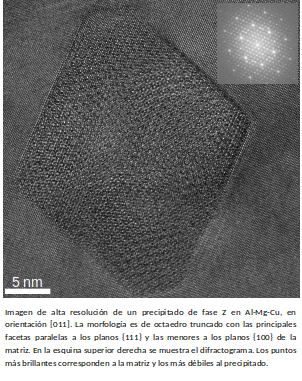 5 nm
Imagen de alta resolución de un precipitado de fase Z en Al-Mg-Cu, en
orientación [011]. La morfología es de octaedro truncado con las principales
facetas paralelas a los planos {111} y las menores a los planos {100} de la
matriz. En la esquina superior derecha se muestra el difractograma. Los puntos
más brillantes corresponden a la matriz y los más débiles al precipitado.